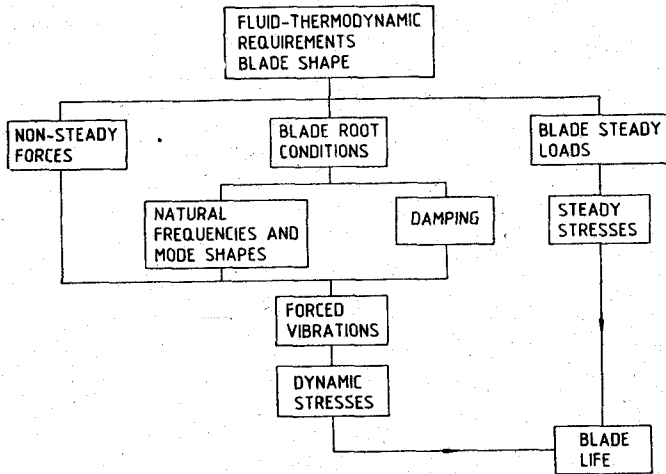 FLUID-THERMODYNAMIC
REQUIREMENTS
BLADE SHAPE
NON-STEADY
FORCES
BLADE ROOT
CONDITIONS
BLADE STEADY
LOADS
NATURAL
FREQUENCIES AND
MODE SHAPES
DAMPING
STEADY
STRESSES
FORCED
VIBRATIONS
DYNAMIC
STRESSES
BLADE
LIFE